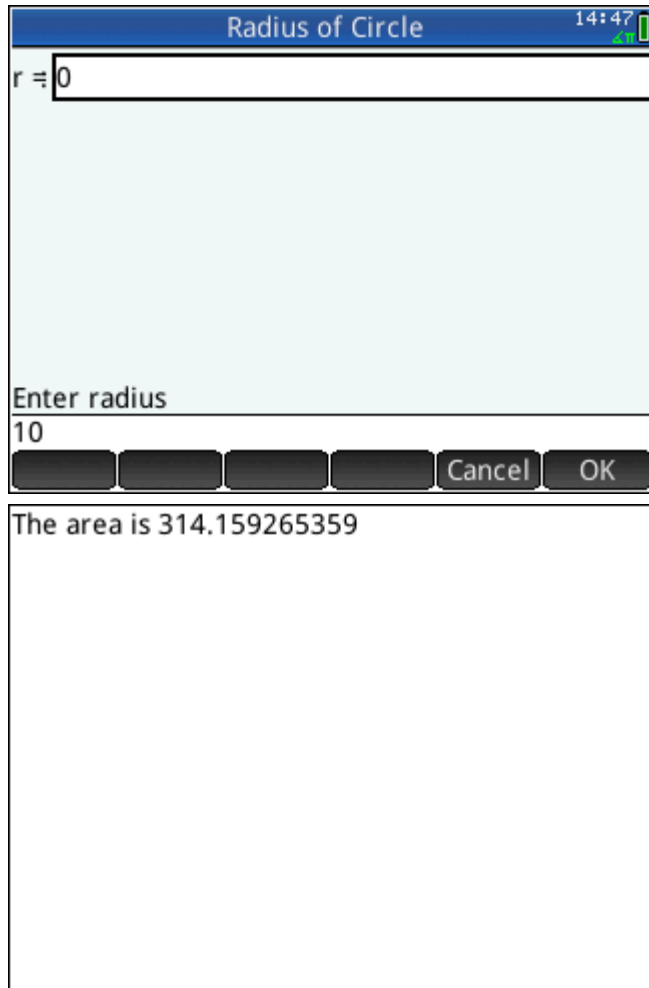 Radius of Circle 14:47
∠π
r = 0
Enter radius
10
Cancel OK
The area is 314.159265359